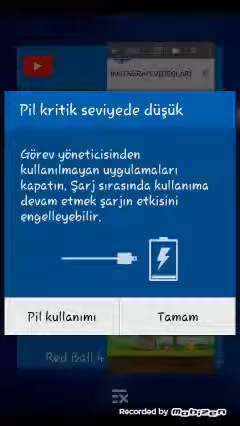 Pil kritik seviyede düşük
Görev yöneticisinden
kullanılmayan uygulamaları
kapatın. Şarj sırasında kullanıma
devam etmek şarjın etkisini
engelleyebilir.
Pil kullanımı
Tamam
Red Ball 4
Recorded by Mobizen